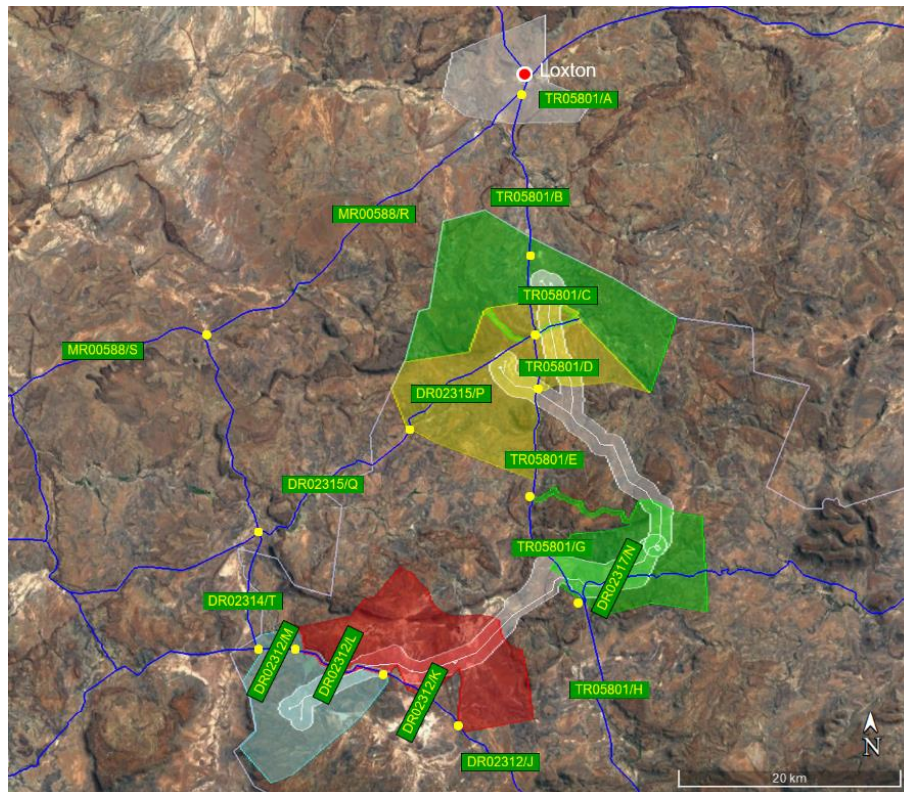 Loxton
TR05801/A
TR05801/B
MR00588/R
TR05801/C
MR00588/S
TR05801/D
DR02315/P
TR05801/E
DR02315/Q
TR05801/G
DR02317/N
DR02314/T
DR02312/M
DR02312/L
DR02312/K
TR05801/H
DR02312/J
N
20 km